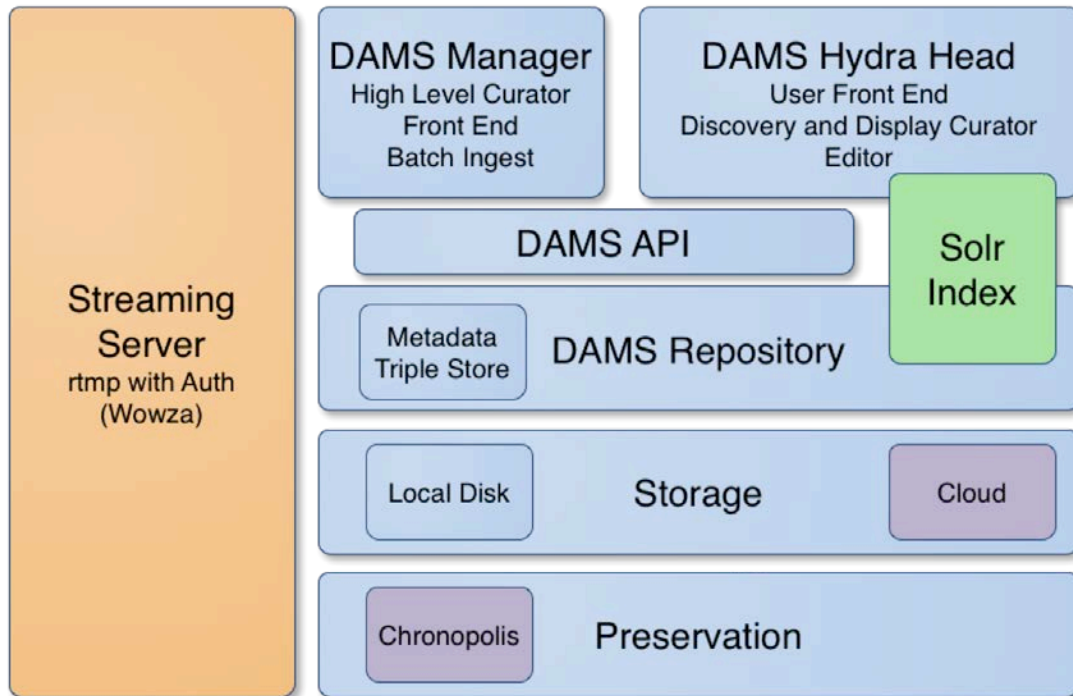 Streaming
Server
rtmp with Auth
(Wowza)
DAMS Manager
High Level Curator
Front End
Batch Ingest
DAMS Hydra Head
User Front End
Discovery and Display Curator
Editor
DAMS API
Solr
Index
Metadata
Triple Store
DAMS Repository
Local Disk
Storage
Cloud
Chronopolis
Preservation